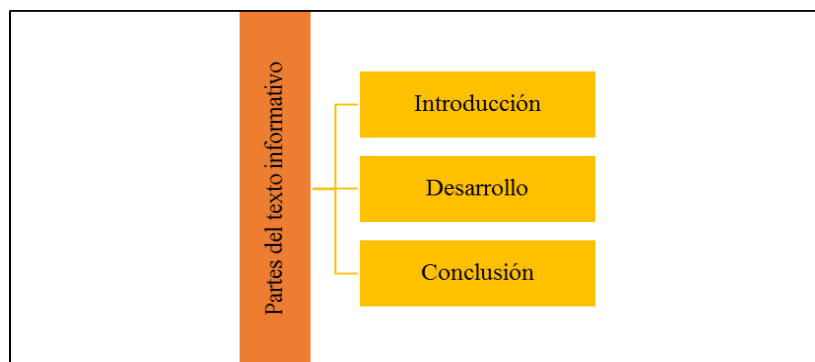 Partes del texto informativo
Introducción
Desarrollo
Conclusión